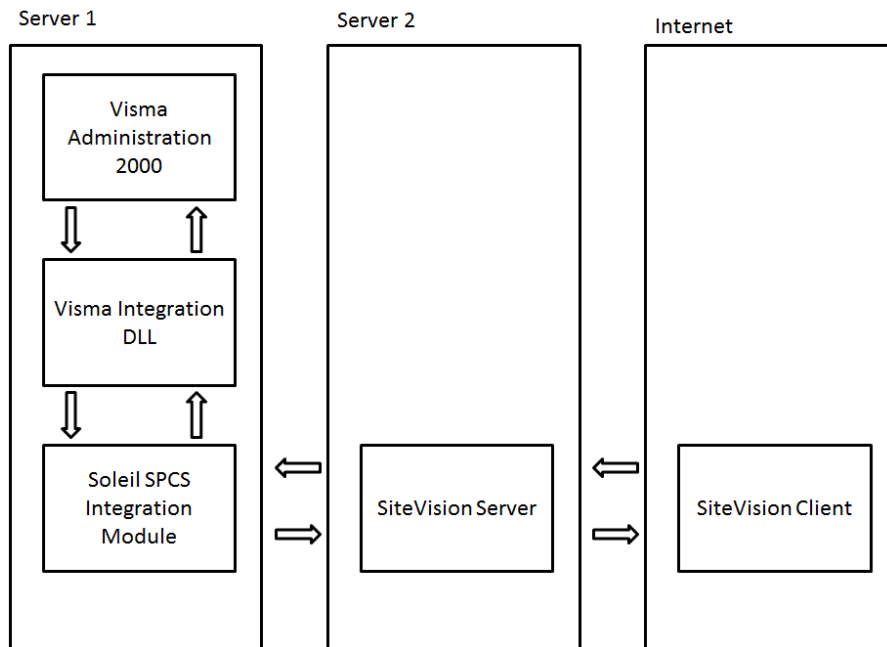 Server 1
Server 2
Internet
Visma
Administration
2000
Visma Integration
DLL
Soleil SPCS
Integration
Module
SiteVision Server
SiteVision Client